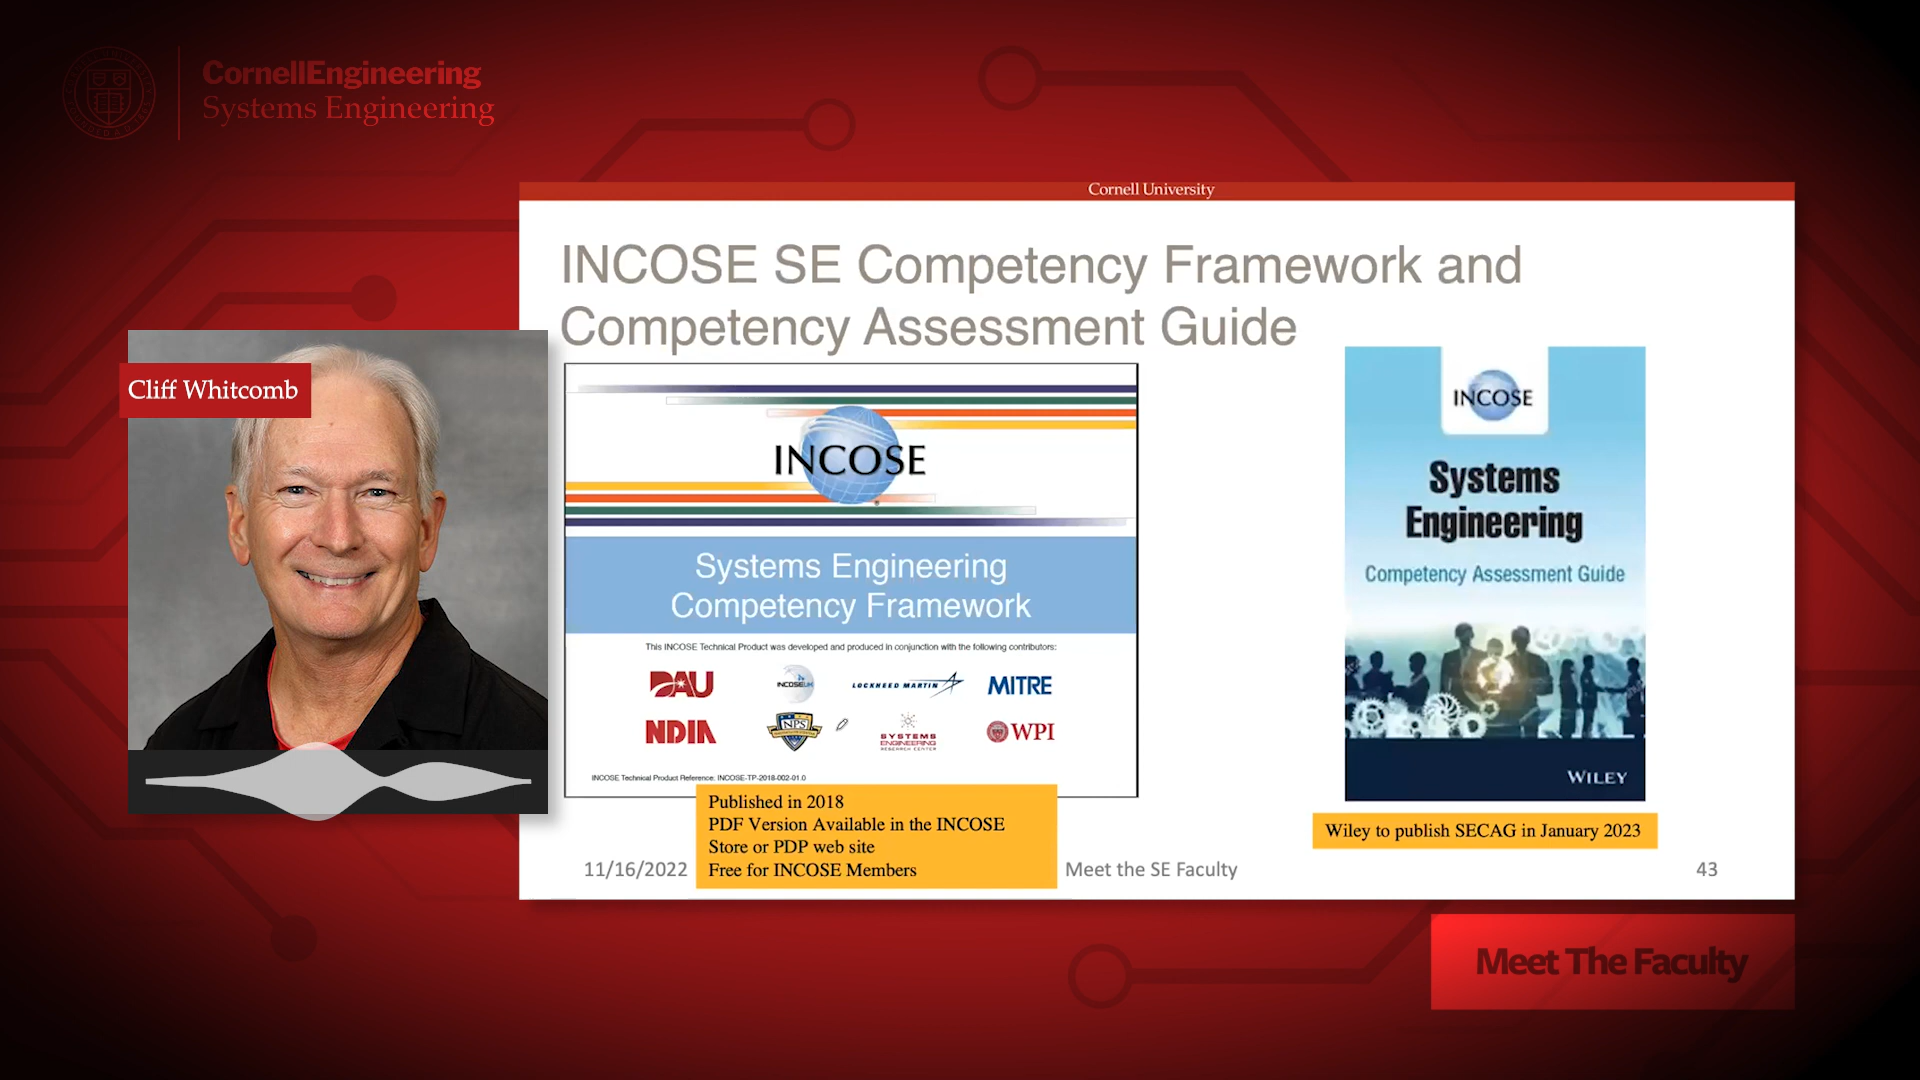 CornellEngineering
Systems Engineering
Cornell University
INCOSE SE Competency Framework and
Competency Assessment Guide
Cliff Whitcomb
INCOSE
Systems Engineering
Competency Framework
This INCOSE Technical Product was developed and produced in conjunction with the following contributors:
DAU
INCOSE UK
LOCKHEED MARTIN
MITRE
NDIA
NPS
SYSTEMS
ENGINEERING
RESEARCH CENTER
WPI
INCOSE Technical Product Reference: INCOSE-TP-2018-002-01.0
Published in 2018
PDF Version Available in the INCOSE
Store or PDP web site
Free for INCOSE Members
INCOSE
Systems
Engineering
Competency Assessment Guide
WILEY
Wiley to publish SECAG in January 2023
11/16/2022
Meet the SE Faculty
43
Meet The Faculty